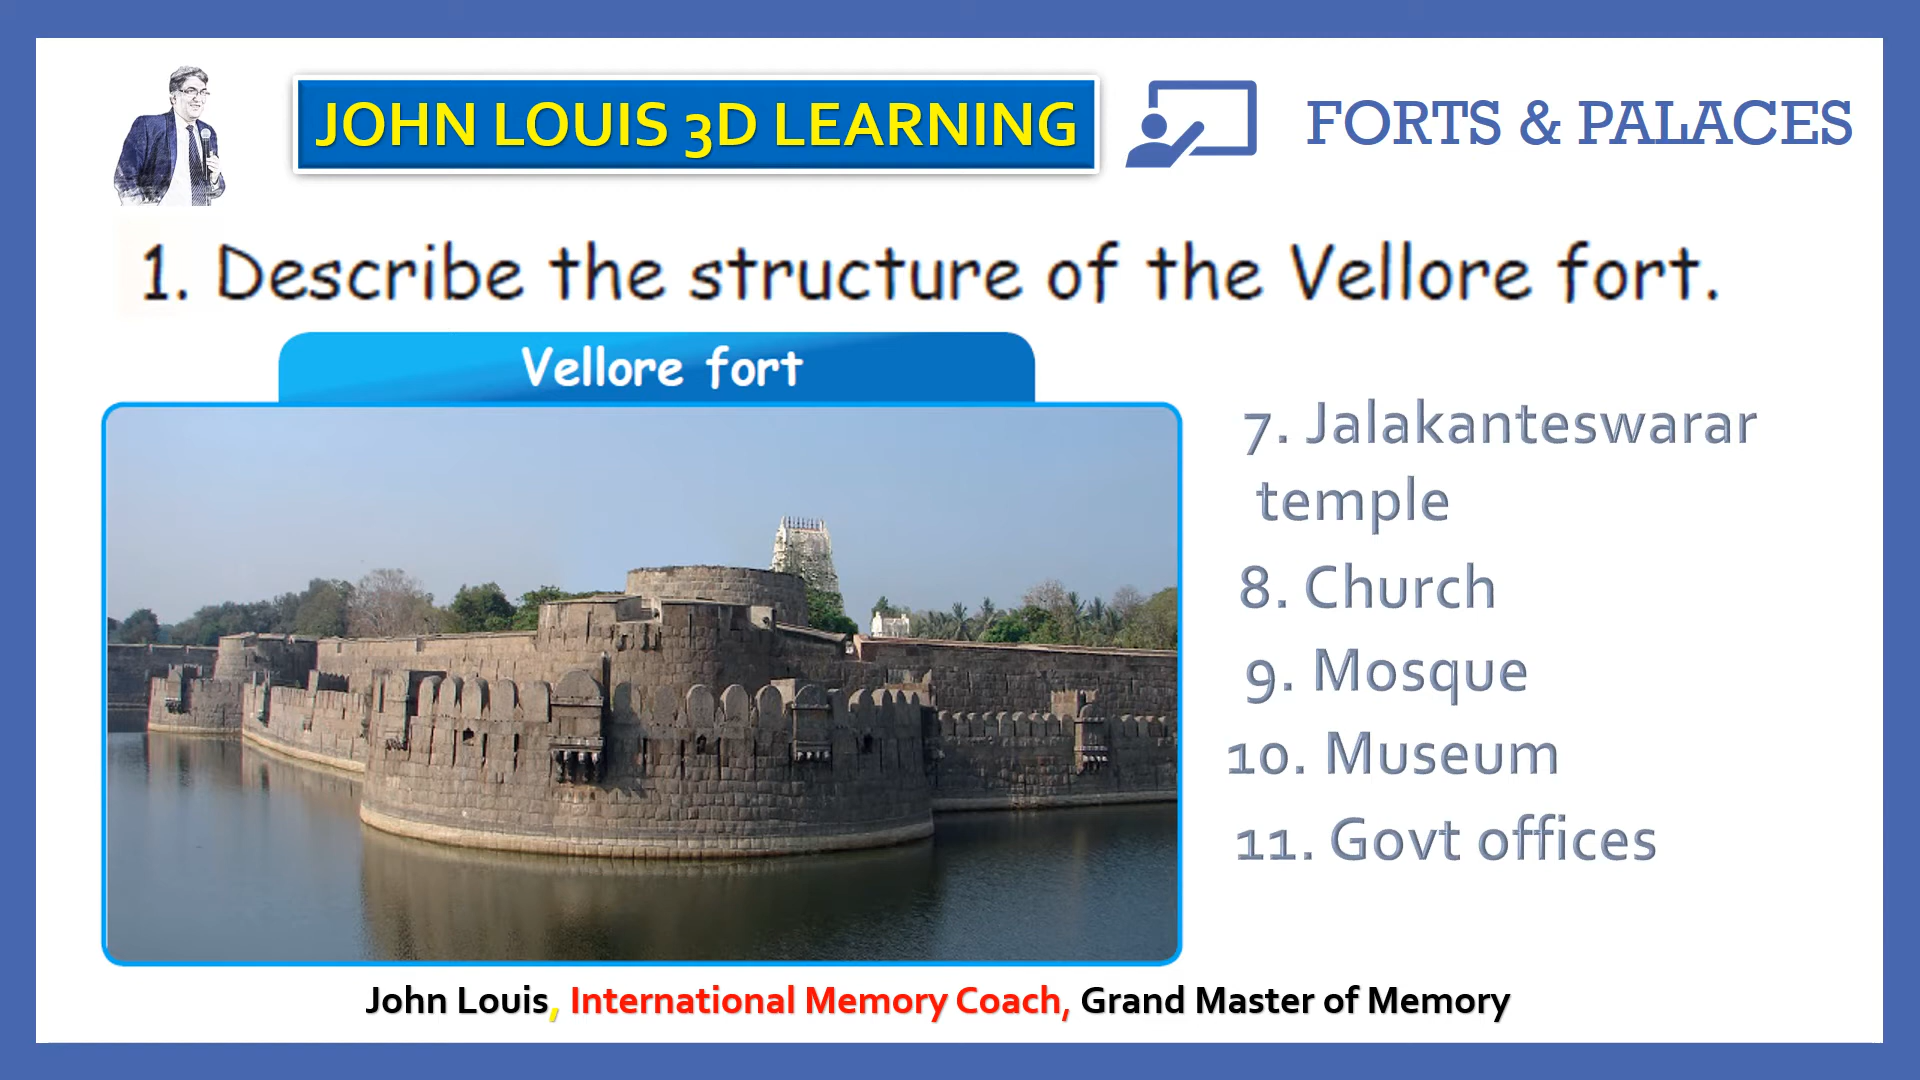 JOHN LOUIS 3D LEARNING
FORTS & PALACES
1. Describe the structure of the Vellore fort.
Vellore fort
7. Jalakanteswarar
temple
8. Church
9. Mosque
10. Museum
11. Govt offices
John Louis, International Memory Coach, Grand Master of Memory